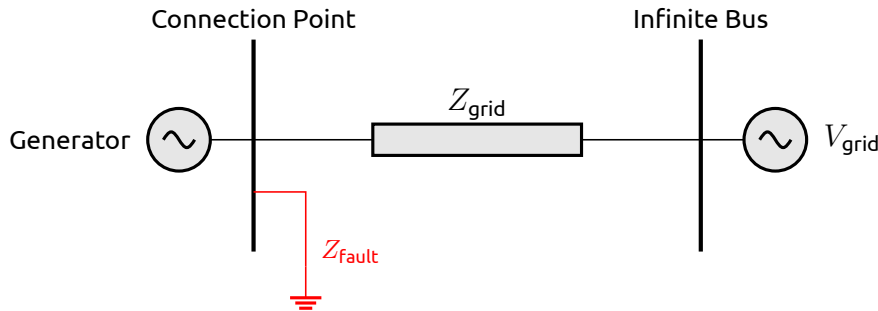 Connection Point
Infinite Bus
Generator
Z_grid
V_grid
Z_fault